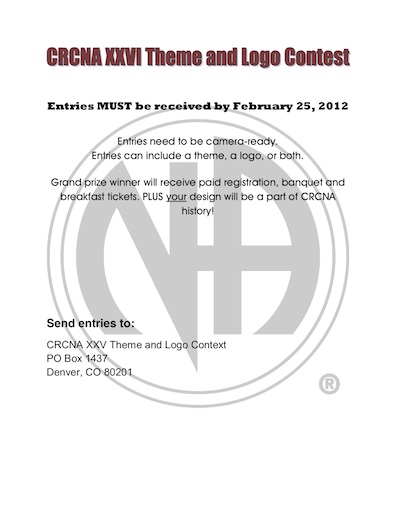 CRCNA XXVI Theme and Logo Contest
Entries MUST be received by February 25, 2012
Entries need to be camera-ready.
Entries can include a theme, a logo, or both.
Grand prize winner will receive paid registration, banquet and
breakfast tickets. PLUS your design will be a part of CRCNA
history!
NA
Send entries to:
CRCNA XXV Theme and Logo Context
PO Box 1437
Denver, CO 80201
®